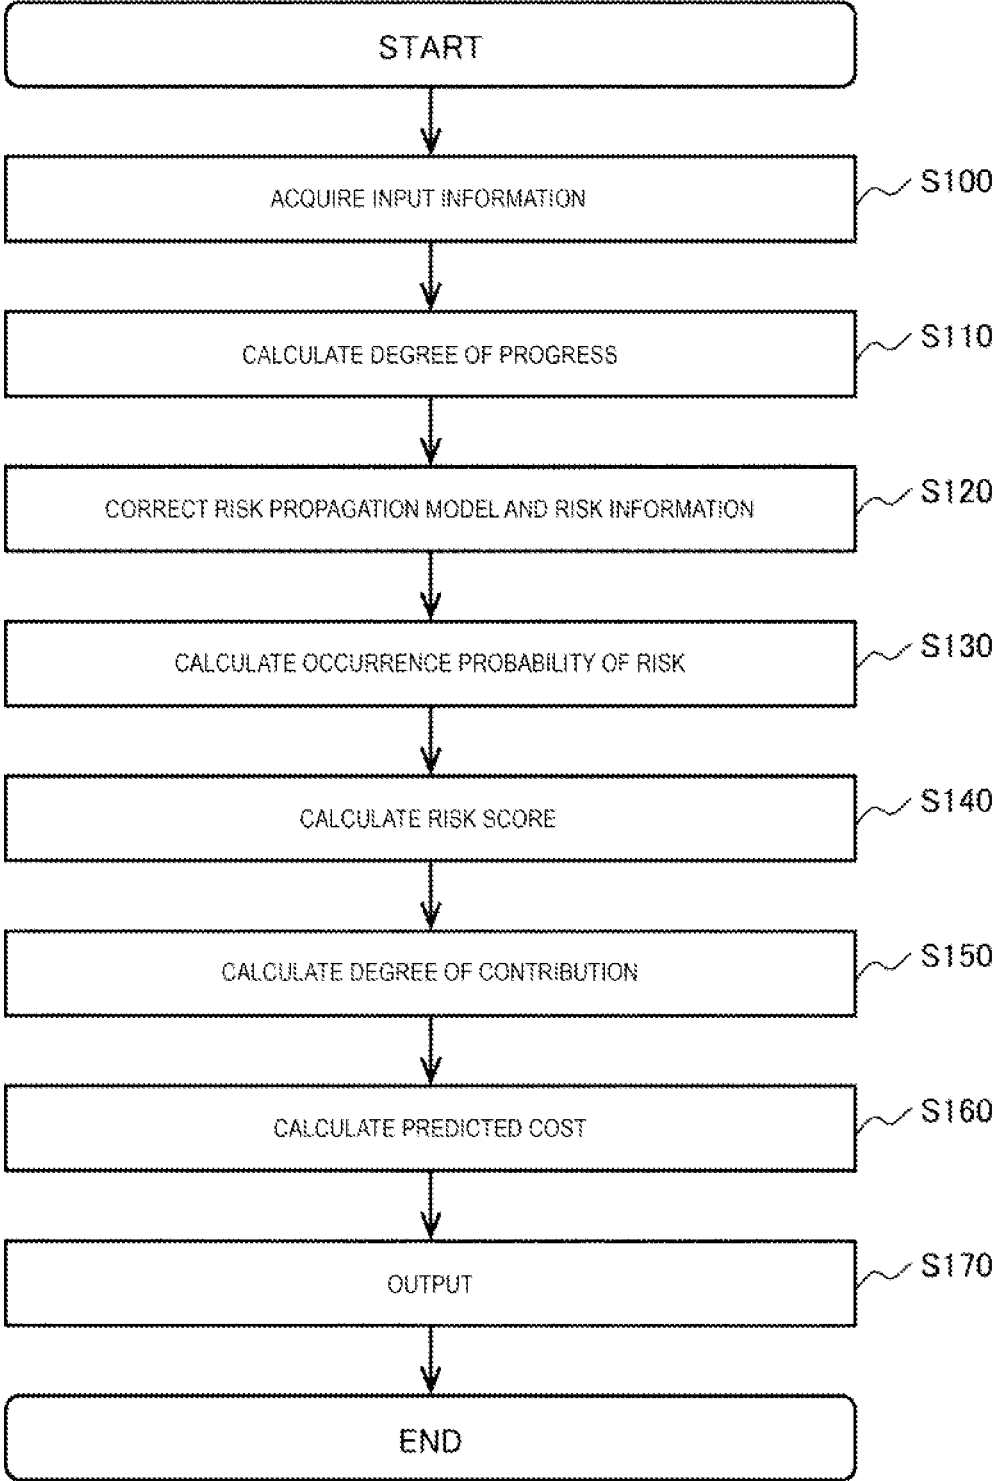 START
ACQUIRE INPUT INFORMATION
S100
CALCULATE DEGREE OF PROGRESS
S110
CORRECT RISK PROPAGATION MODEL AND RISK INFORMATION
S120
CALCULATE OCCURRENCE PROBABILITY OF RISK
S130
CALCULATE RISK SCORE
S140
CALCULATE DEGREE OF CONTRIBUTION
S150
CALCULATE PREDICTED COST
S160
OUTPUT
S170
END